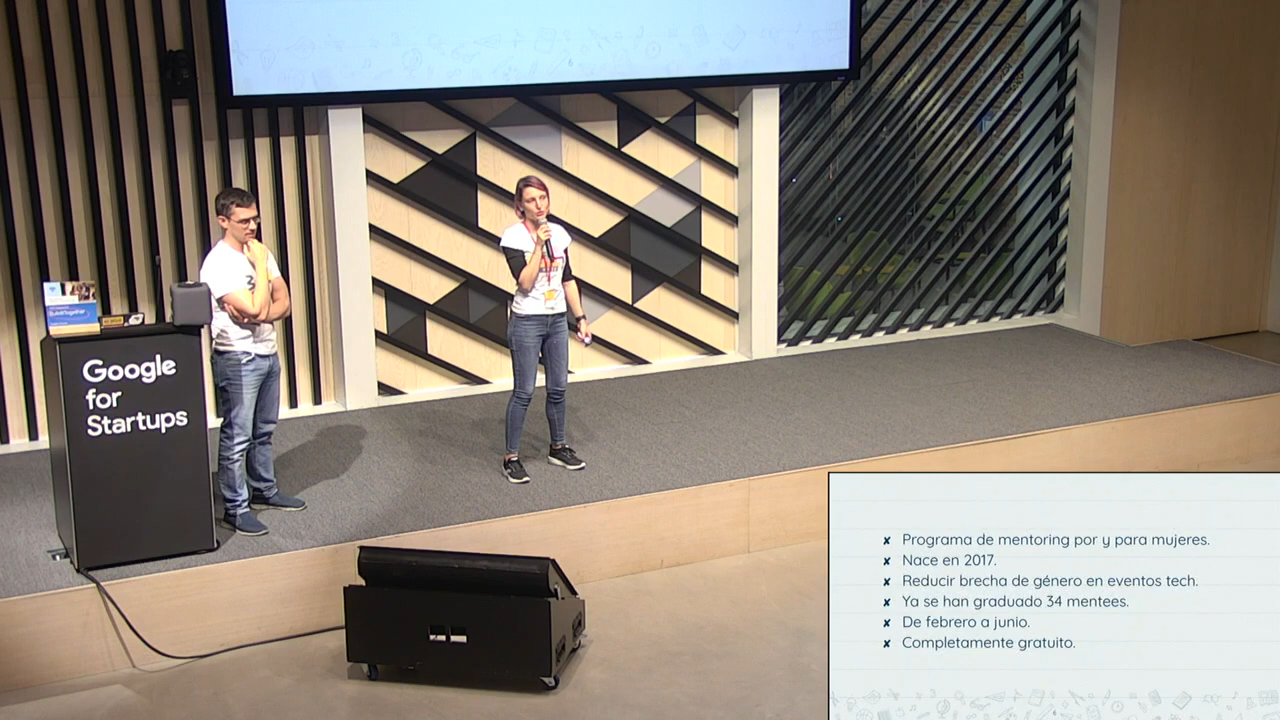 BuildTogether
Google
for
Startups
✘ Programa de mentoring por y para mujeres.
✘ Nace en 2017.
✘ Reducir brecha de género en eventos tech.
✘ Ya se han graduado 34 mentees.
✘ De febrero a junio.
✘ Completamente gratuito.